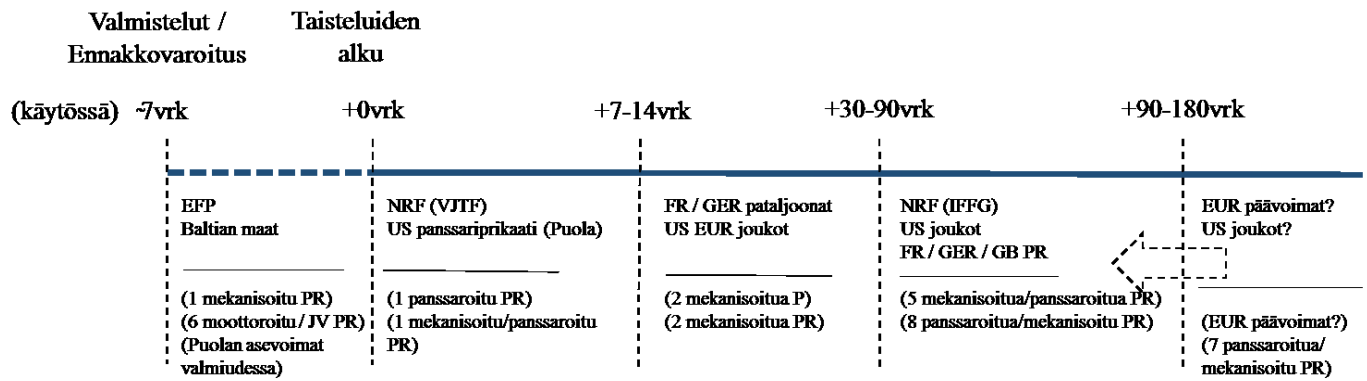 Valmistelut /
Ennakkovaroitus
Taisteluiden
alku
(käytössä) ~7vrk
+0vrk
+7-14vrk
+30-90vrk
+90-180vrk
EFP
Baltian maat
(1 mekanisoitu PR)
(6 moottoroitu / JV PR)
(Puolan asevoimat
valmiudessa)
NRF (VJTF)
US panssariprikaati (Puola)
(1 panssaroitu PR)
(1 mekanisoitu/panssaroitu
PR)
FR / GER pataljoonat
US EUR joukot
(2 mekanisoitua P)
(2 mekanisoitua PR)
NRF (IFFG)
US joukot
FR / GER / GB PR
(5 mekanisoitua/panssaroitua PR)
(8 panssaroitua/mekanisoitu PR)
EUR päävoimat?
US joukot?
(EUR päävoimat?)
(7 panssaroitua/
mekanisoitu PR)